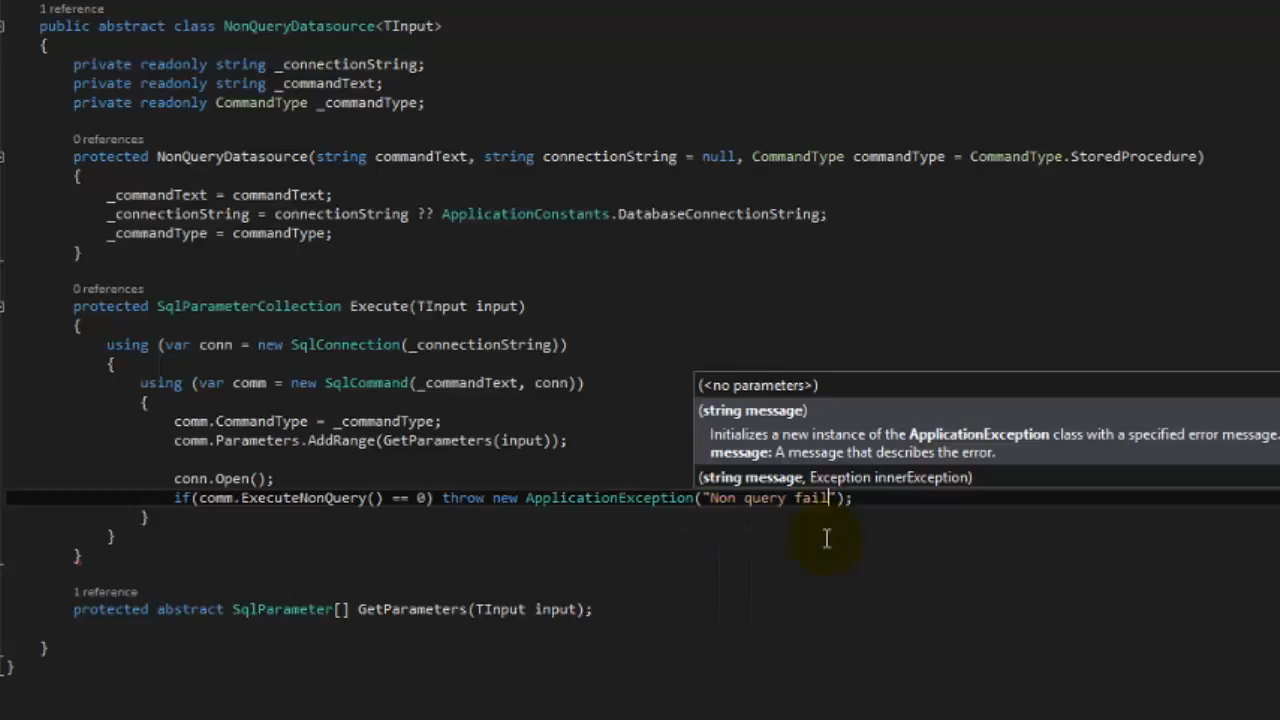 1 reference
public abstract class NonQueryDatasource<TInput>
{
private readonly string _connectionString;
private readonly string _commandText;
private readonly CommandType _commandType;
0 references
protected NonQueryDatasource(string commandText, string connectionString = null, CommandType commandType = CommandType.StoredProcedure)
{
_commandText = commandText;
_connectionString = connectionString ?? ApplicationConstants.DatabaseConnectionString;
_commandType = commandType;
}
0 references
protected SqlParameterCollection Execute(TInput input)
{
using (var conn = new SqlConnection(_connectionString))
{
using (var comm = new SqlCommand(_commandText, conn))
{
(<no parameters>)
(string message)
comm.CommandType = _commandType;
Initializes a new instance of the ApplicationException class with a specified error message.
comm.Parameters.AddRange(GetParameters(input));
message: A message that describes the error.
conn.Open();
(string message, Exception innerException)
if(comm.ExecuteNonQuery() == 0) throw new ApplicationException("Non query fail");
}
}
}
1 reference
protected abstract SqlParameter[] GetParameters(TInput input);
}
}